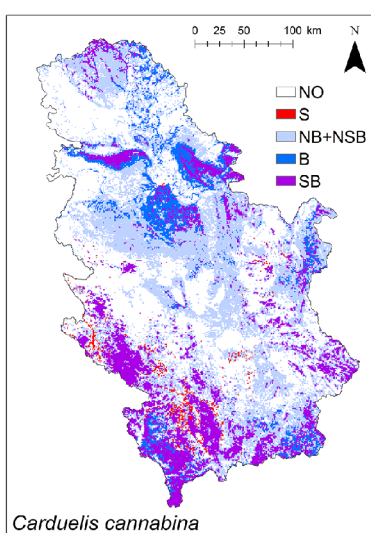 0 25 50 100 km
N
NO
S
NB+NSB
B
SB
Carduelis cannabina